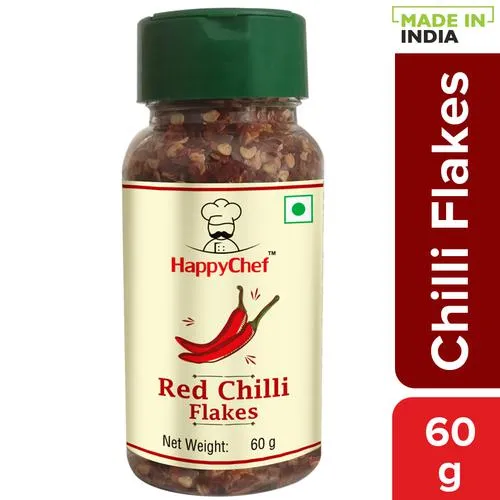 MADE IN
INDIA
HappyChef™
Red Chilli
Flakes
Net Weight: 60 g
Chilli Flakes
60
g